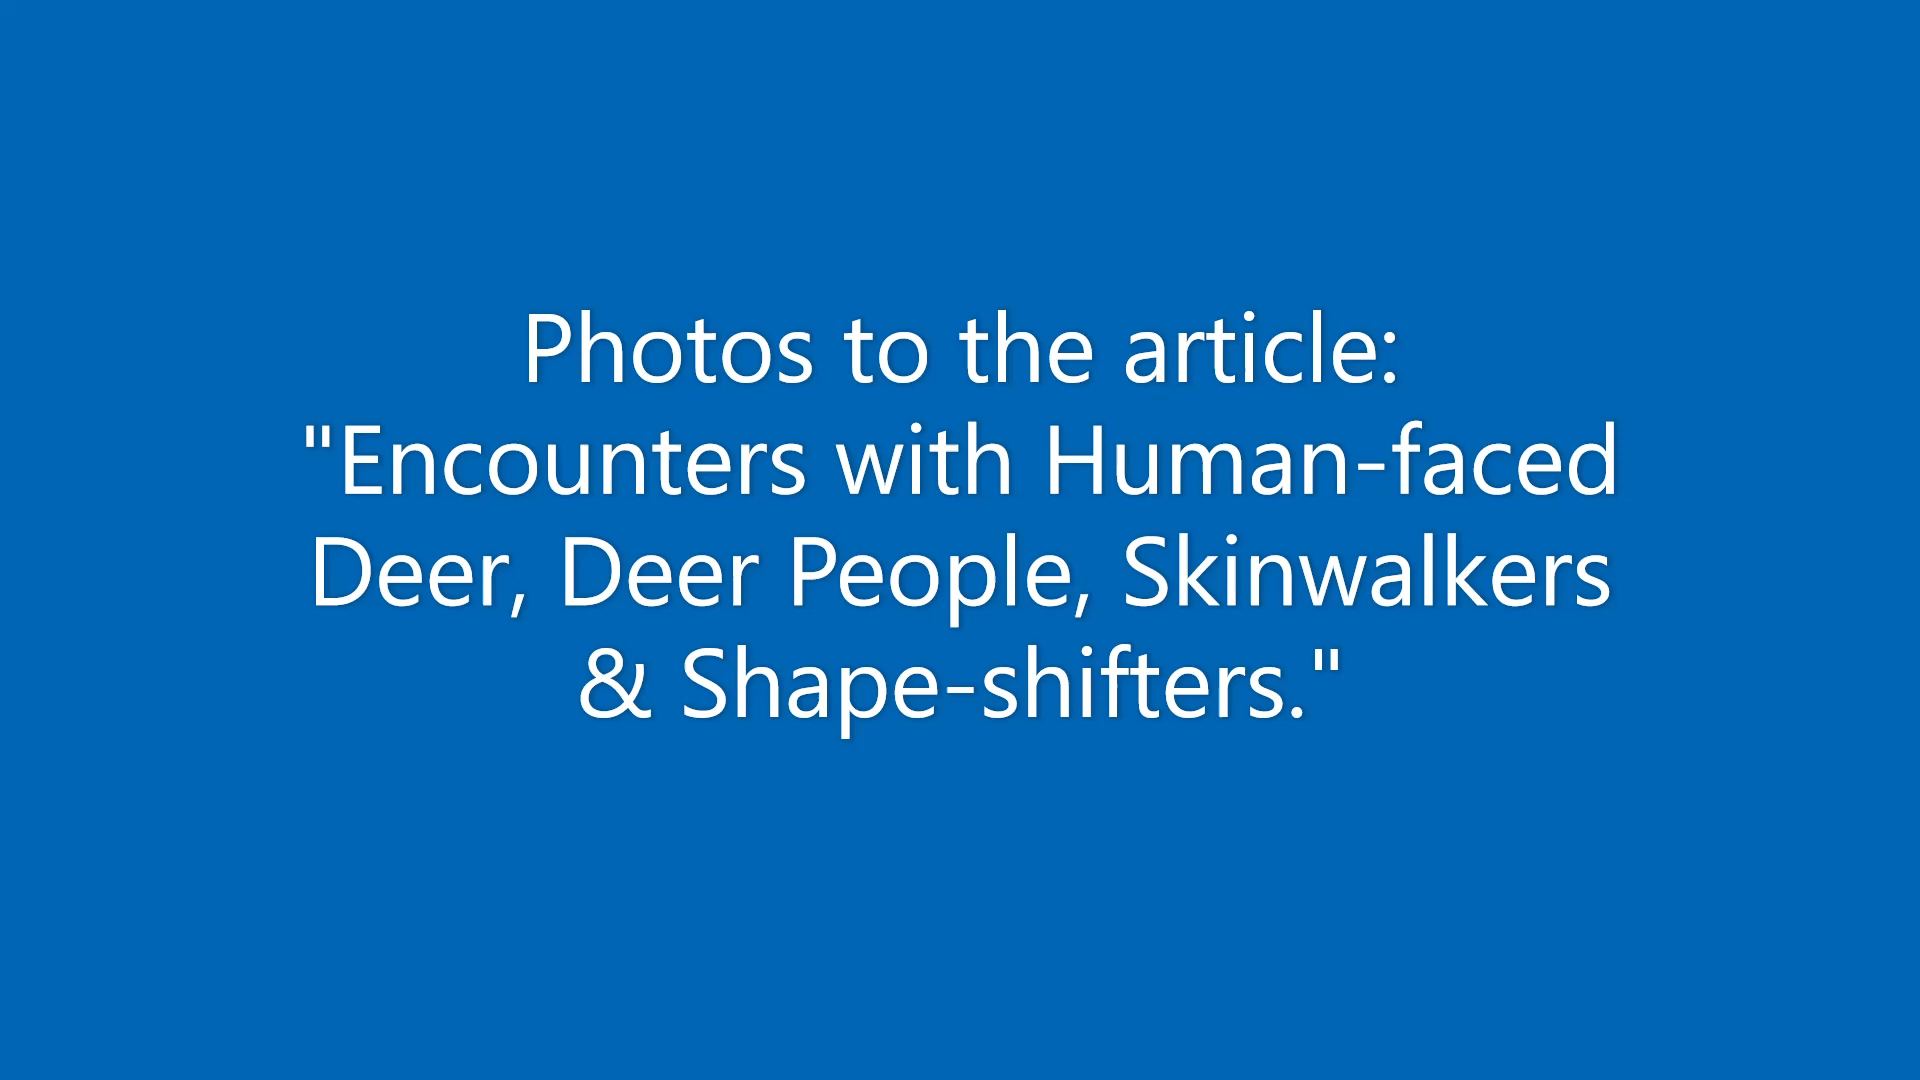 Photos to the article:
"Encounters with Human-faced
Deer, Deer People, Skinwalkers
& Shape-shifters."